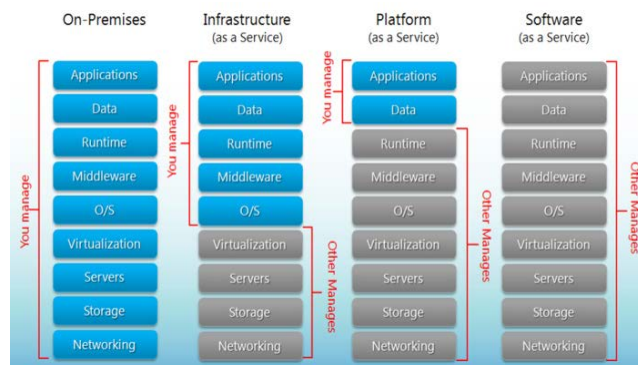 On-Premises
You manage
Applications
Data
Runtime
Middleware
O/S
Virtualization
Servers
Storage
Networking
Infrastructure
(as a Service)
You manage
Applications
Data
Runtime
Middleware
O/S
Virtualization
Servers
Storage
Networking
Other Manages
Platform
(as a Service)
You manage
Applications
Data
Runtime
Middleware
O/S
Virtualization
Servers
Storage
Networking
Other Manages
Software
(as a Service)
Applications
Data
Runtime
Middleware
O/S
Virtualization
Servers
Storage
Networking
Other Manages